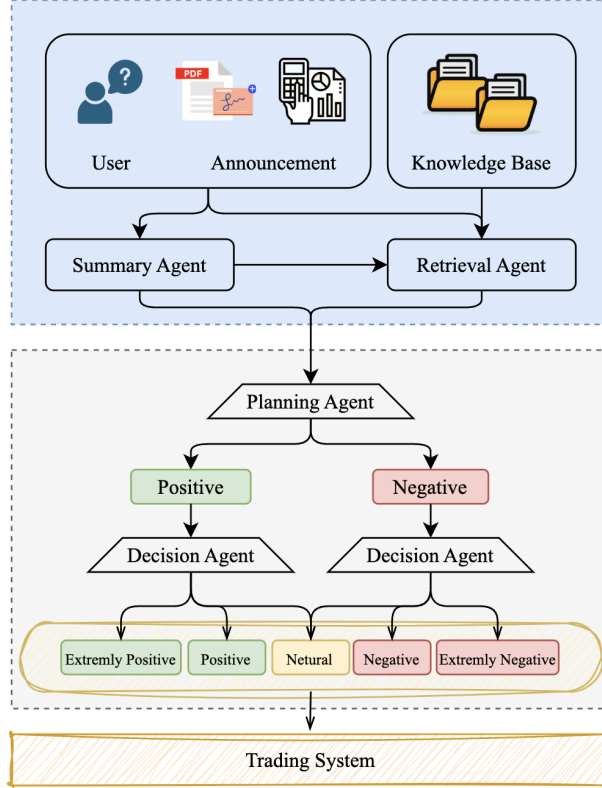 PDF
?
User
Announcement
Knowledge Base
Summary Agent
Retrieval Agent
Planning Agent
Positive
Negative
Decision Agent
Decision Agent
Extremly Positive
Positive
Netural
Negative
Extremly Negative
Trading System